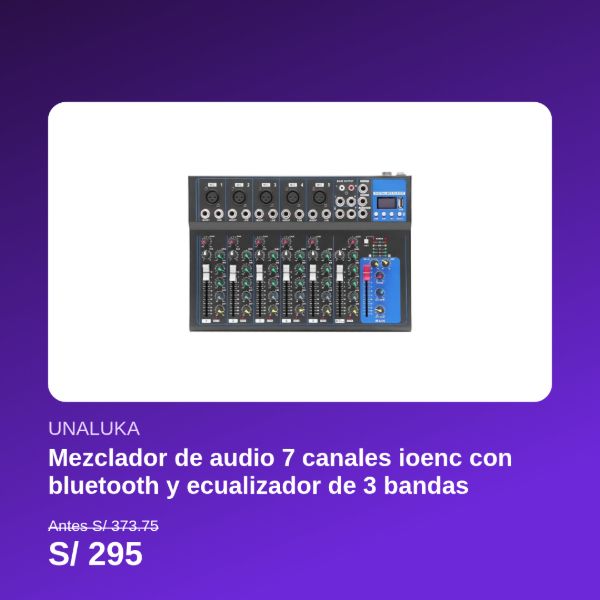 UNALUKA
Mezclador de audio 7 canales ioenc con
bluetooth y ecualizador de 3 bandas
Antes S/ 373.75
S/ 295